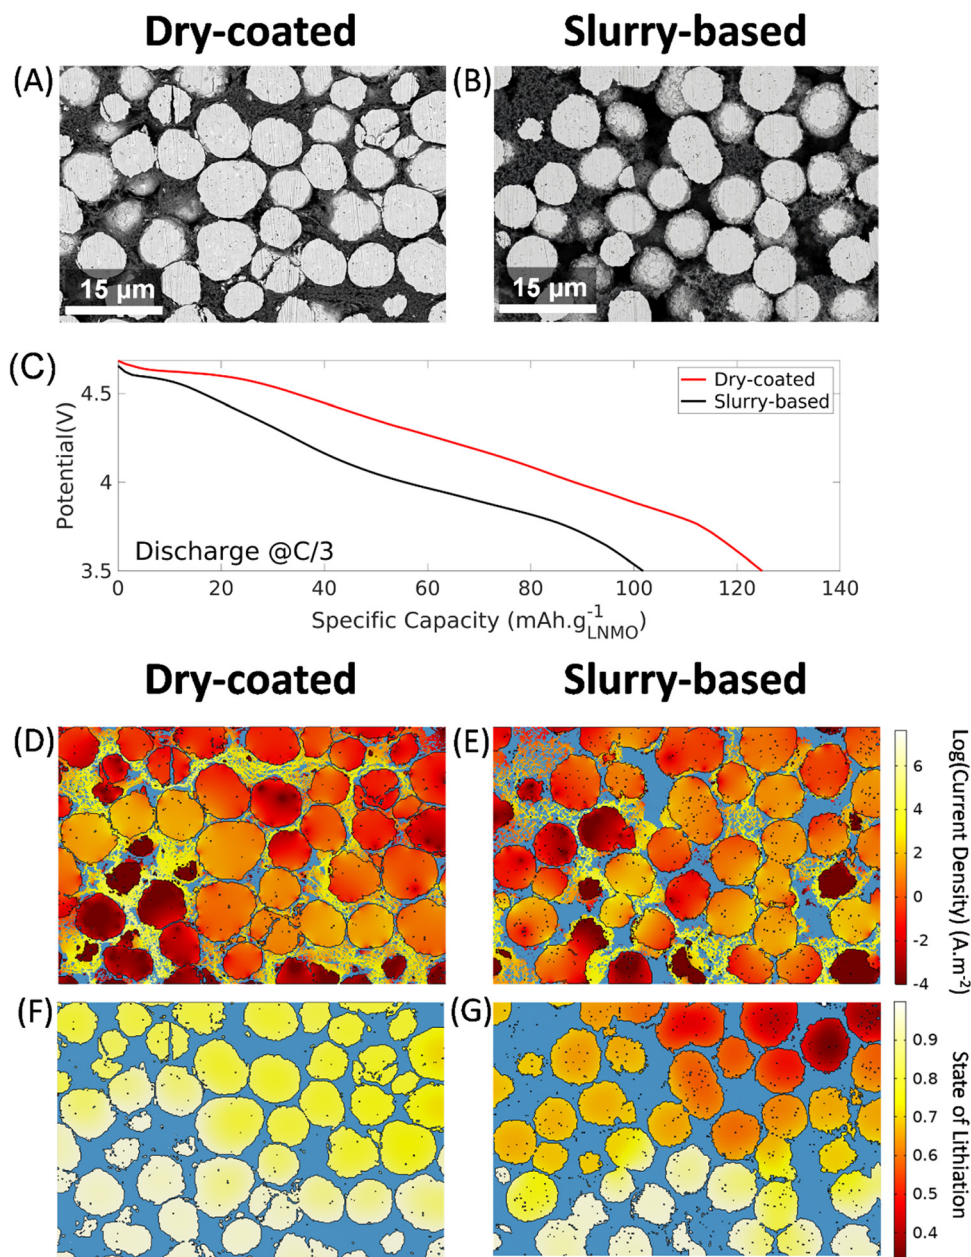 Dry-coated Slurry-based
(A) (B)
15 µm 15 µm
(C)
Dry-coated
Slurry-based
Potential(V)
4.5
4
3.5
Discharge @C/3
0 20 40 60 80 100 120 140
Specific Capacity (mAh.g⁻¹LNMO)
Dry-coated Slurry-based
(D) (E)
6
4
2
0
-2
-4
Log(Current Density) (A.m²)
(F) (G)
0.9
0.8
0.7
0.6
0.5
0.4
State of Lithiation